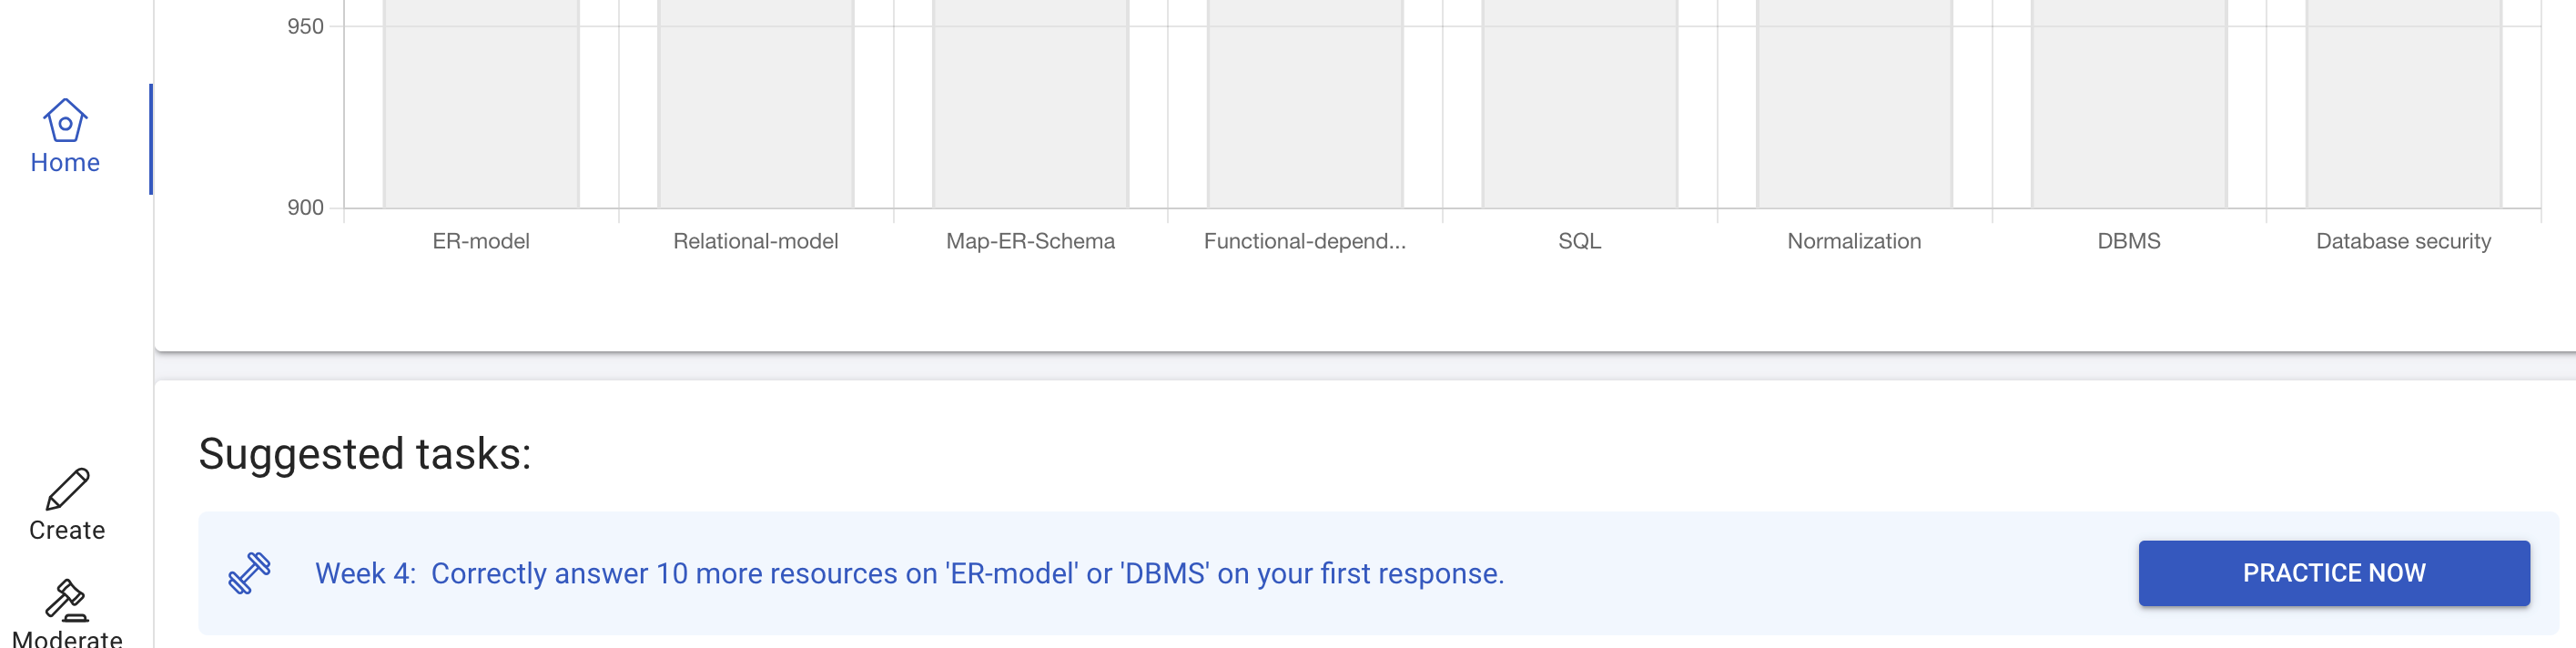 950
900
ER-model
Relational-model
Map-ER-Schema
Functional-depend...
SQL
Normalization
DBMS
Database security
Home
Create
Moderate
Suggested tasks:
Week 4:  Correctly answer 10 more resources on 'ER-model' or 'DBMS' on your first response.
PRACTICE NOW